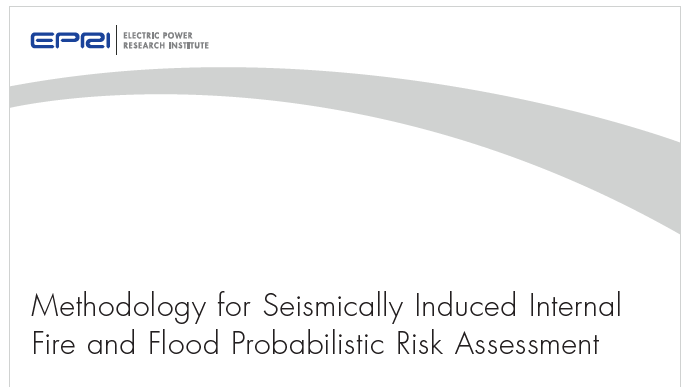 EPRI
ELECTRIC POWER
RESEARCH INSTITUTE
Methodology for Seismically Induced Internal
Fire and Flood Probabilistic Risk Assessment